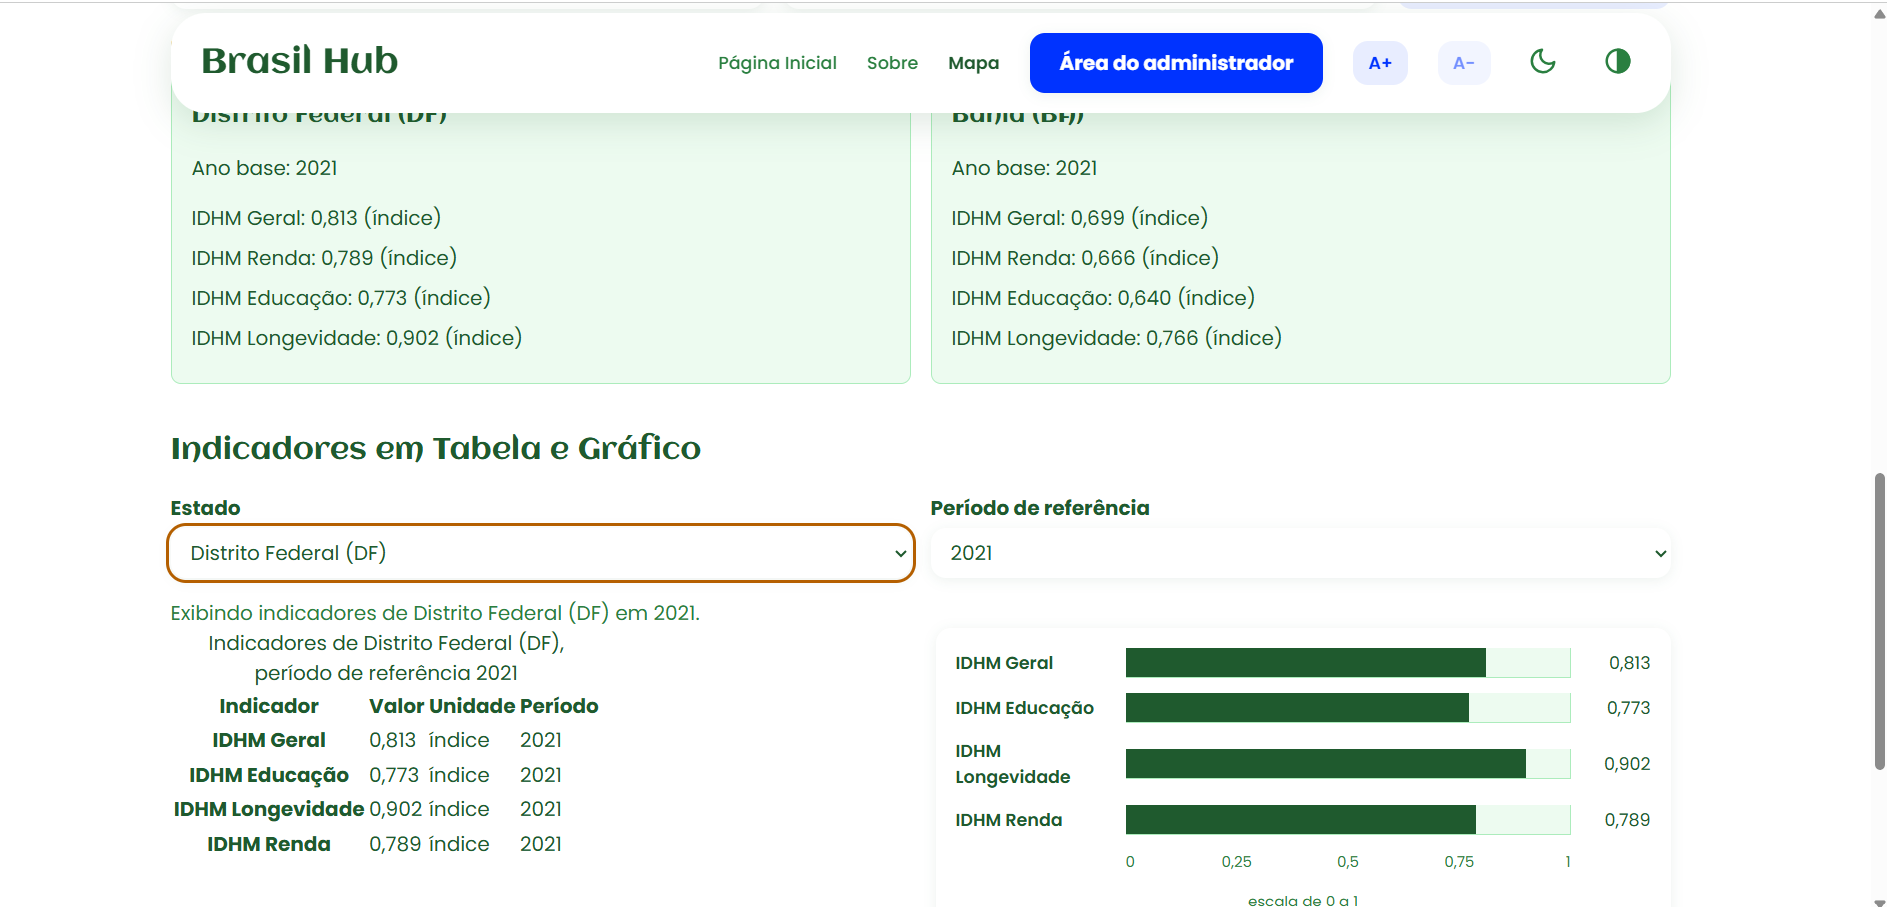 Brasil Hub
Página Inicial
Sobre
Mapa
Área do administrador
A+
A-
Distrito Federal (DF)
Ano base: 2021
IDHM Geral: 0,813 (índice)
IDHM Renda: 0,789 (índice)
IDHM Educação: 0,773 (índice)
IDHM Longevidade: 0,902 (índice)
Bahia (BA)
Ano base: 2021
IDHM Geral: 0,699 (índice)
IDHM Renda: 0,666 (índice)
IDHM Educação: 0,640 (índice)
IDHM Longevidade: 0,766 (índice)
Indicadores em Tabela e Gráfico
Estado
Distrito Federal (DF)
Período de referência
2021
Exibindo indicadores de Distrito Federal (DF) em 2021.
Indicadores de Distrito Federal (DF),
período de referência 2021
Indicador Valor Unidade Período
IDHM Geral 0,813 índice 2021
IDHM Educação 0,773 índice 2021
IDHM Longevidade 0,902 índice 2021
IDHM Renda 0,789 índice 2021
IDHM Geral 0,813
IDHM Educação 0,773
IDHM
Longevidade 0,902
IDHM Renda 0,789
0 0,25 0,5 0,75 1
escala de 0 a 1